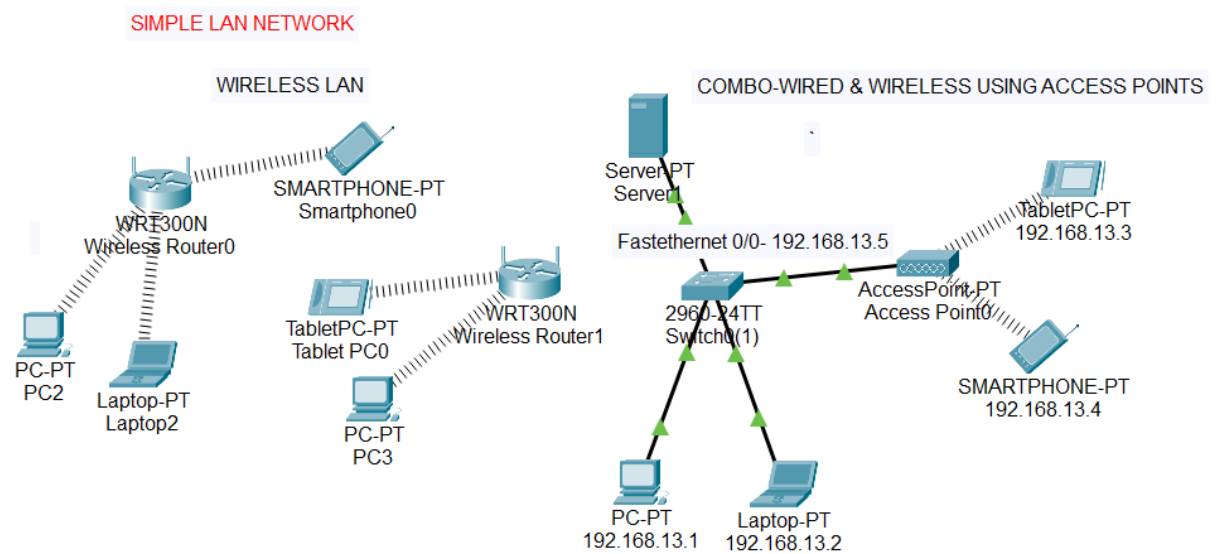 SIMPLE LAN NETWORK
WIRELESS LAN
SMARTPHONE-PT
Smartphone0
WRT300N
Wireless Router0
PC-PT
PC2
Laptop-PT
Laptop2
TabletPC-PT
Tablet PC0
WRT300N
Wireless Router1
PC-PT
PC3
COMBO-WIRED & WIRELESS USING ACCESS POINTS
`
Server-PT
Server1
Fastethernet 0/0- 192.168.13.5
TabletPC-PT
192.168.13.3
2960-24TT
Switch0(1)
AccessPoint-PT
Access Point0
SMARTPHONE-PT
192.168.13.4
PC-PT
192.168.13.1
Laptop-PT
192.168.13.2